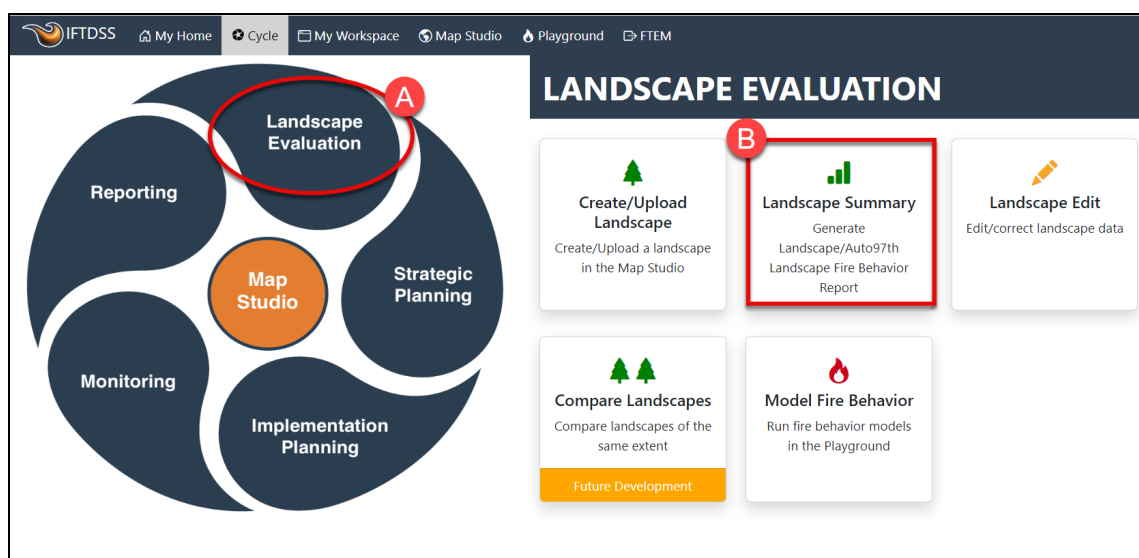 IFTDSS
My Home
Cycle
My Workspace
Map Studio
Playground
FTEM
A
Landscape
Evaluation
Reporting
Map
Studio
Strategic
Planning
Monitoring
Implementation
Planning
LANDSCAPE EVALUATION
Create/Upload
Landscape
Create/Upload a landscape
in the Map Studio
B
Landscape Summary
Generate
Landscape/Auto97th
Landscape Fire Behavior
Report
Landscape Edit
Edit/correct landscape data
Compare Landscapes
Compare landscapes of the
same extent
Future Development
Model Fire Behavior
Run fire behavior models
in the Playground